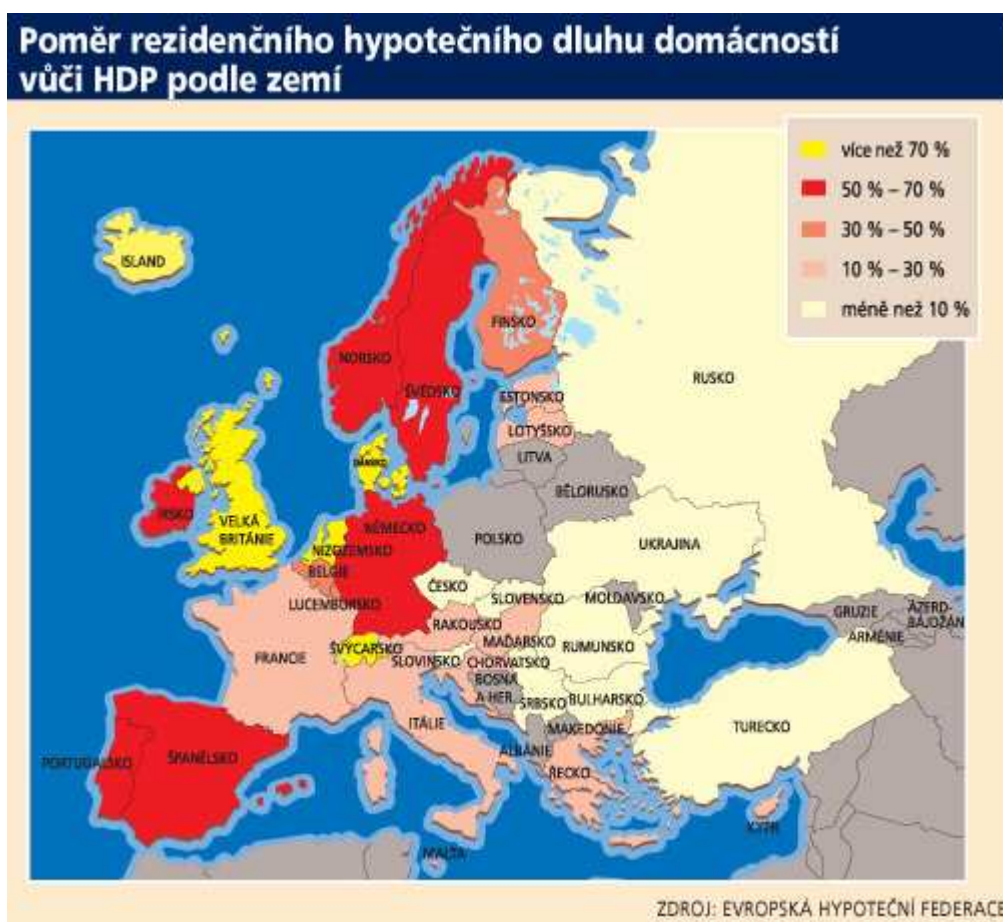 Poměr rezidenčního hypotečního dluhu domácností
vůči HDP podle zemí
více než 70 %
50 % – 70 %
30 % – 50 %
10 % – 30 %
méně než 10 %
ISLAND
FINSKO
NORSKO
ŠVÉDSKO
RUSKO
ESTONSKO
LOTYŠSKO
LITVA
BĚLORUSKO
DÁNSKO
IRSKO
VELKÁ
BRITÁNIE
NIZOZEMSKO
NĚMECKO
POLSKO
UKRAJINA
BELGIE
LUCEMBORSKO
ČESKO
SLOVENSKO
MOLDAVSKO
RAKOUSKO
MAĎARSKO
RUMUNSKO
GRUZIE
ÁZERD-
BÁJDŽÁN
ARMÉNIE
FRANCIE
ŠVÝCARSKO
SLOVINSKO
CHORVATSKO
BOSNA
A HER.
SRBSKO
BULHARSKO
ITÁLIE
MAKEDONIE
ALBÁNIE
ŘECKO
TURECKO
PORTUGALSKO
ŠPANĚLSKO
KYPR
MALTA
ZDROJ: EVROPSKÁ HYPOTEČNÍ FEDERACE